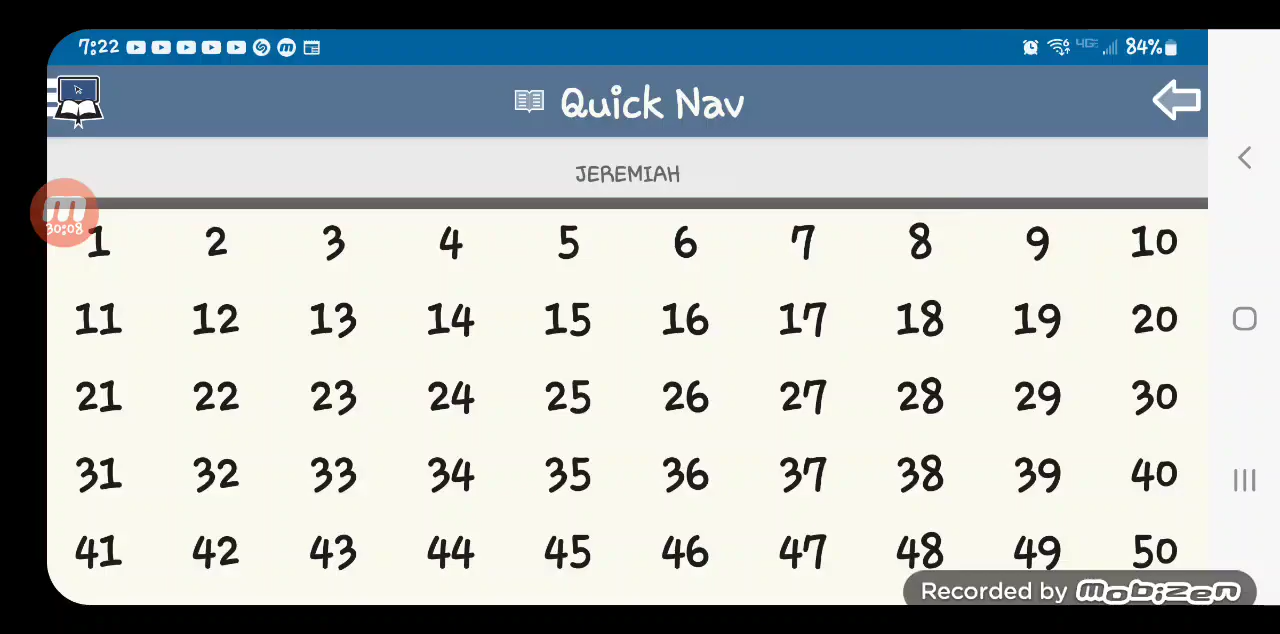 7:22 4GE 84%
Quick Nav
JEREMIAH
30:08
1 2 3 4 5 6 7 8 9 10
11 12 13 14 15 16 17 18 19 20
21 22 23 24 25 26 27 28 29 30
31 32 33 34 35 36 37 38 39 40
41 42 43 44 45 46 47 48 49 50
Recorded by mobizen